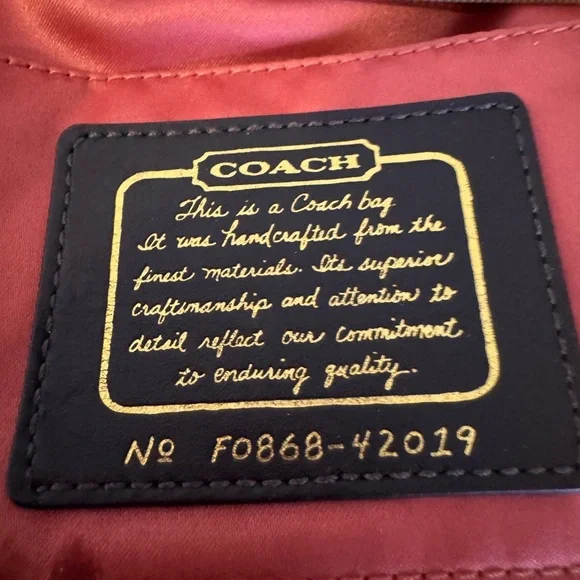 COACH
This is a Coach bag
It was handcrafted from the
finest materials. Its superior
craftsmanship and attention to
detail reflect our commitment
to enduring quality.
Nº F0868-42019